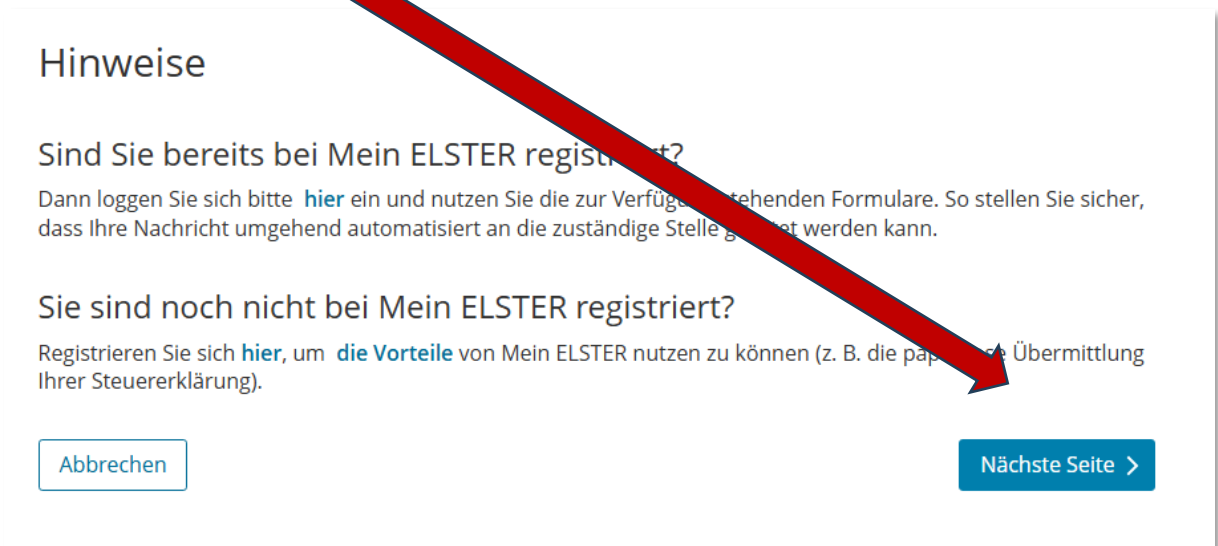 Hinweise
Sind Sie bereits bei Mein ELSTER registriert?
Dann loggen Sie sich bitte hier ein und nutzen Sie die zur Verfügung stehenden Formulare. So stellen Sie sicher,
dass Ihre Nachricht umgehend automatisiert an die zuständige Stelle werden kann.
Sie sind noch nicht bei Mein ELSTER registriert?
Registrieren Sie sich hier, um die Vorteile von Mein ELSTER nutzen zu können (z. B. die papierlose Übermittlung
Ihrer Steuererklärung).
Abbrechen
Nächste Seite